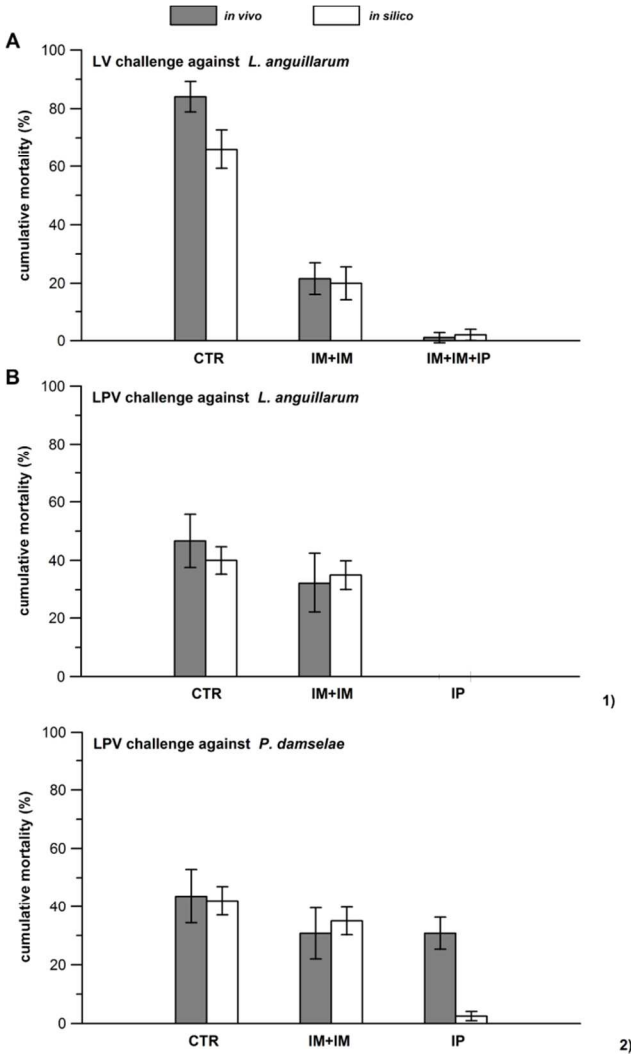 in vivo in silico
A
LV challenge against L. anguillarum
cumulative mortality (%)
100
80
60
40
20
0
CTR IM+IM IM+IM+IP
B
LPV challenge against L. anguillarum
cumulative mortality (%)
100
80
60
40
20
0
CTR IM+IM IP
1)
LPV challenge against P. damselae
cumulative mortality (%)
100
80
60
40
20
0
CTR IM+IM IP
2)